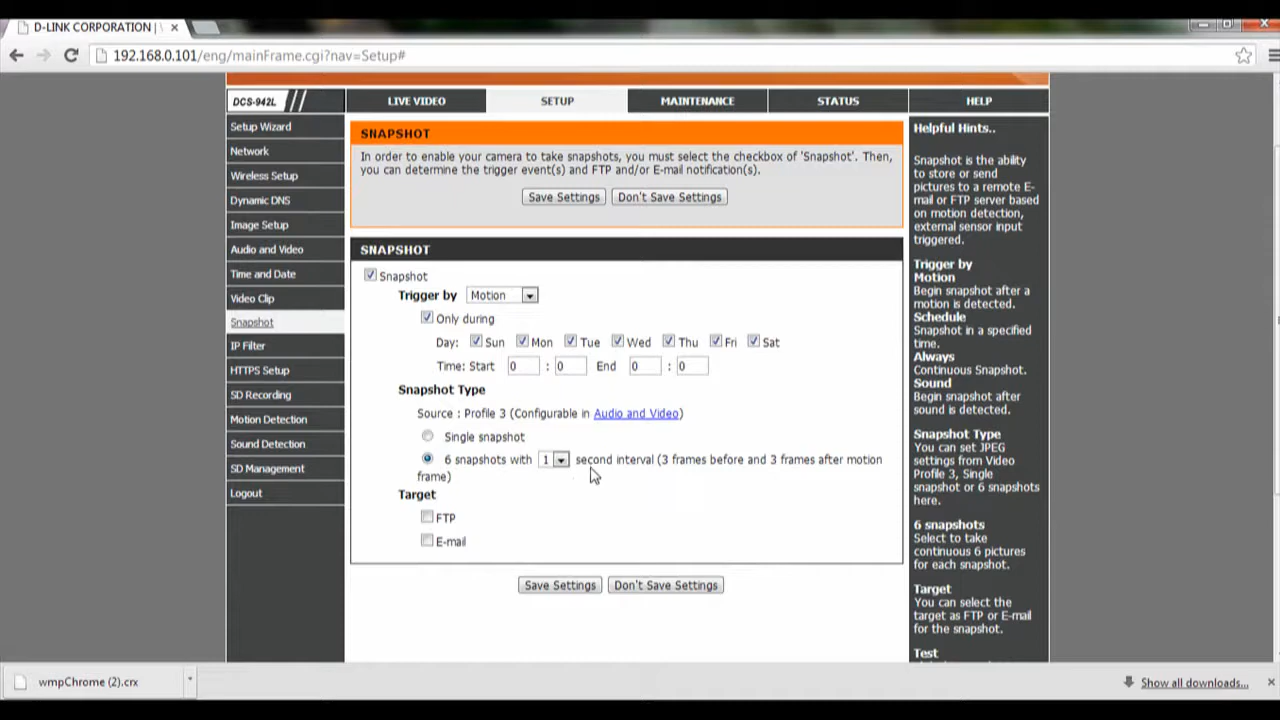 D-LINK CORPORATION |
192.168.0.101/eng/mainFrame.cgi?nav=Setup#
DCS-942L
LIVE VIDEO
SETUP
MAINTENANCE
STATUS
HELP
Setup Wizard
Network
Wireless Setup
Dynamic DNS
Image Setup
Audio and Video
Time and Date
Video Clip
Snapshot
IP Filter
HTTPS Setup
SD Recording
Motion Detection
Sound Detection
SD Management
Logout
SNAPSHOT
In order to enable your camera to take snapshots, you must select the checkbox of 'Snapshot'. Then,
you can determine the trigger event(s) and FTP and/or E-mail notification(s).
Save Settings Don't Save Settings
SNAPSHOT
Snapshot
Trigger by Motion
Only during
Day: Sun Mon Tue Wed Thu Fri Sat
Time: Start 0 : 0 End 0 : 0
Snapshot Type
Source : Profile 3 (Configurable in Audio and Video)
Single snapshot
6 snapshots with 1 second interval (3 frames before and 3 frames after motion
frame)
Target
FTP
E-mail
Save Settings Don't Save Settings
Helpful Hints..
Snapshot is the ability
to store or send
pictures to a remote E-
mail or FTP server based
on motion detection,
external sensor input
triggered.
Trigger by
Motion
Begin snapshot after a
motion is detected.
Schedule
Snapshot in a specified
time.
Always
Continuous Snapshot.
Sound
Begin snapshot after
sound is detected.
Snapshot Type
You can set JPEG
settings from Video
Profile 3, Single
snapshot or 6 snapshots
here.
6 snapshots
Select to take
continuous 6 pictures
for each snapshot.
Target
You can select the
target as FTP or E-mail
for the snapshot.
Test
wmpChrome (2).crx
Show all downloads...